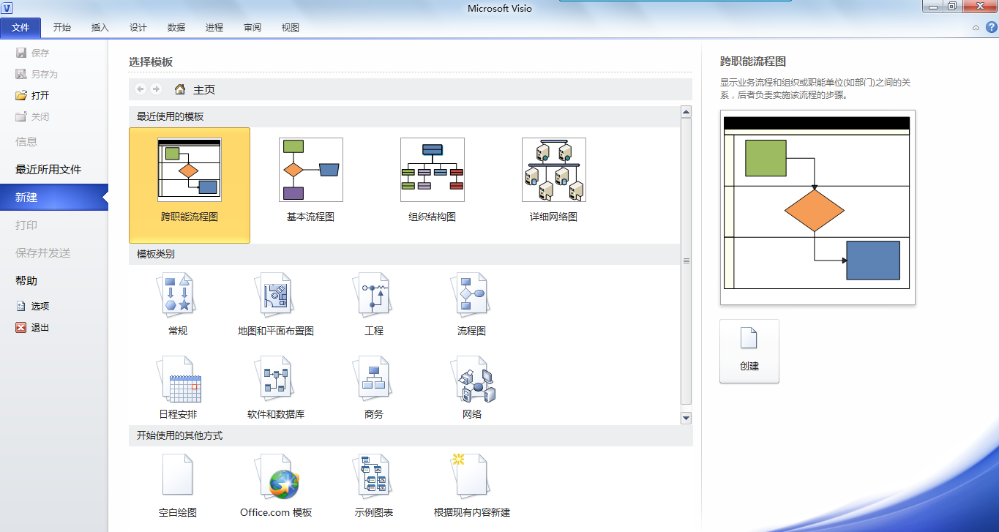 Microsoft Visio
文件 开始 插入 设计 数据 进程 审阅 视图
保存
另存为
打开
关闭
信息
最近所用文件
新建
打印
保存并发送
帮助
选项
退出
选择模板
主页
最近使用的模板
跨职能流程图 基本流程图 组织结构图 详细网络图
模板类别
常规 地图和平面布置图 工程 流程图
日程安排 软件和数据库 商务 网络
开始使用的其他方式
空白绘图 Office.com 模板 示例图表 根据现有内容新建
跨职能流程图
显示业务流程和组织或职能单位(如部门)之间的关
系，后者负责实施该流程的步骤。
创建